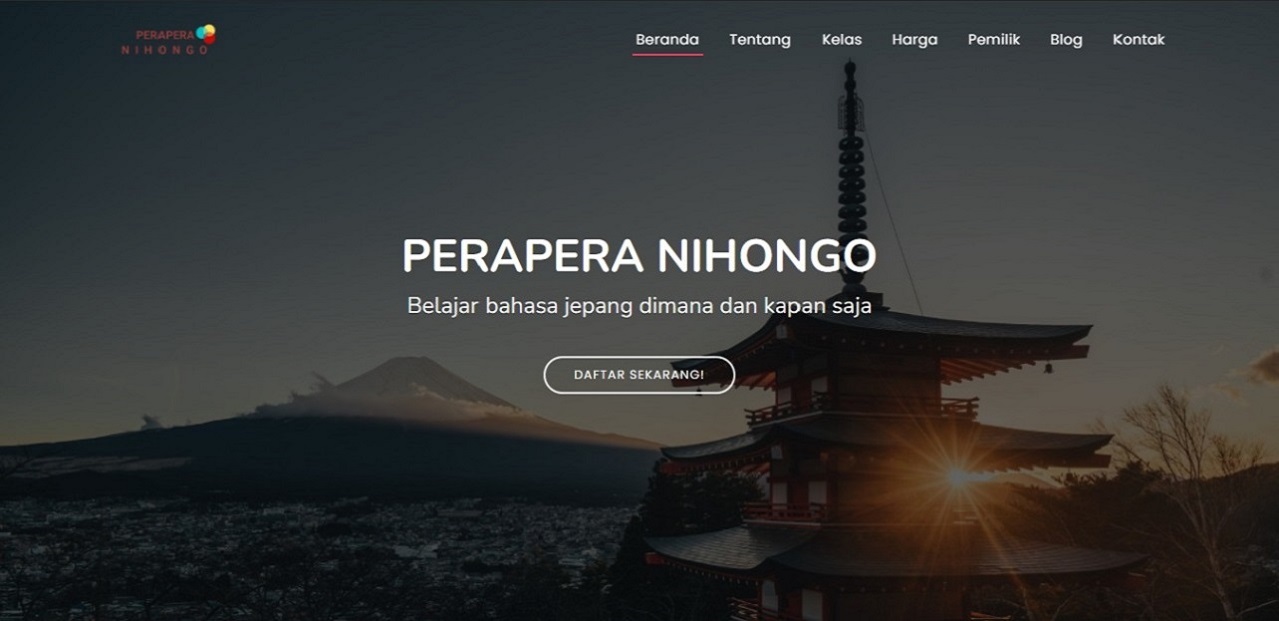 PERAPERA
NIHONGO
Beranda Tentang Kelas Harga Pemilik Blog Kontak
PERAPERA NIHONGO
Belajar bahasa jepang dimana dan kapan saja
DAFTAR SEKARANG!